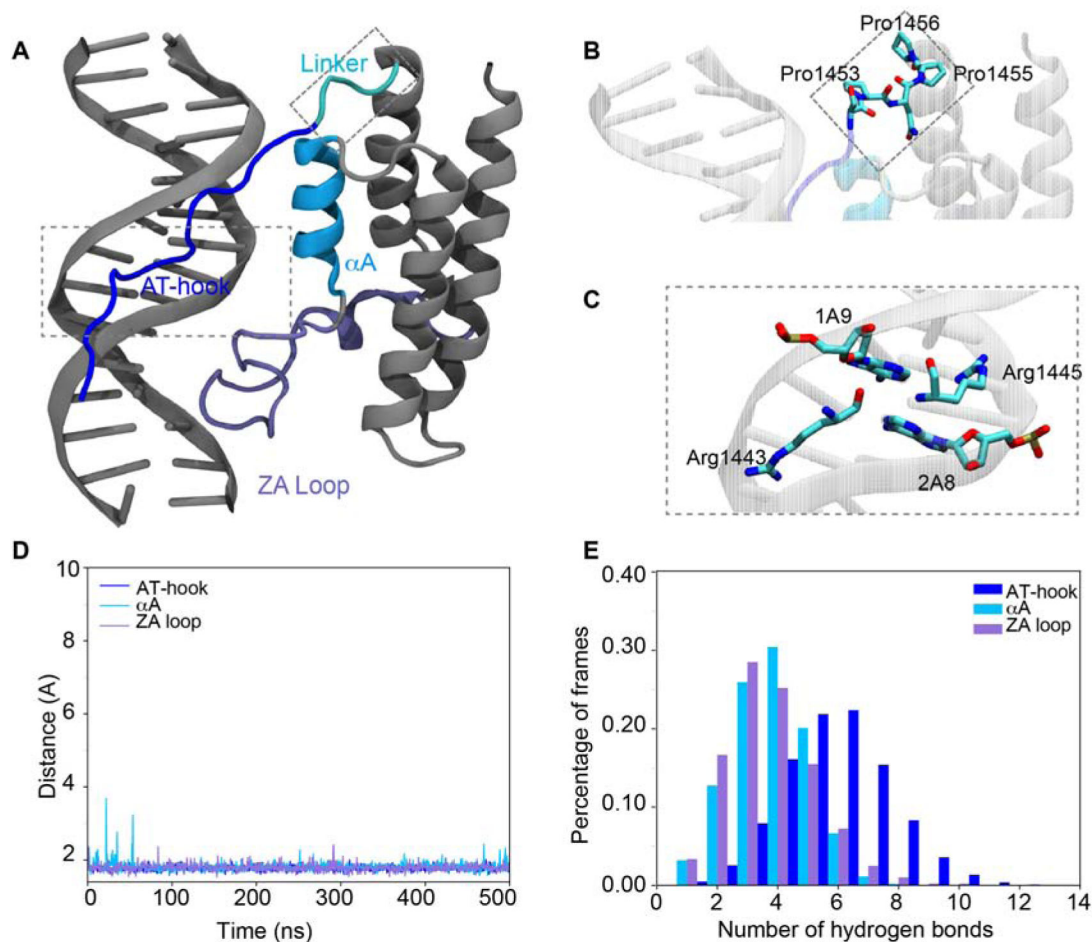 A
Linker
αA
AT-hook
ZA Loop
B
Pro1456
Pro1453
Pro1455
C
1A9
Arg1445
Arg1443
2A8
D
10
8
6
4
2
0
100
200
300
400
500
Distance (A)
Time (ns)
AT-hook
αA
ZA loop
E
0.40
0.30
0.20
0.10
0.00
0
2
4
6
8
10
12
14
Percentage of frames
Number of hydrogen bonds
AT-hook
αA
ZA loop